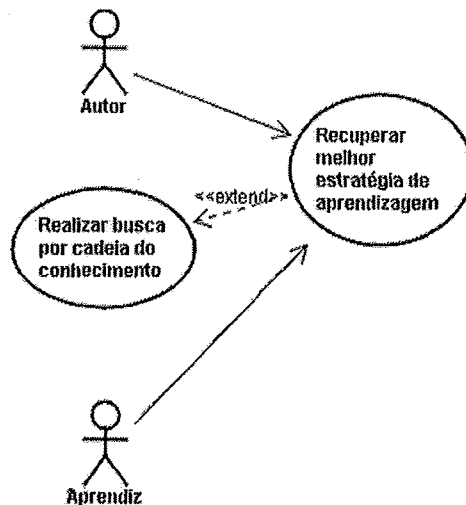 Autor
Recuperar
melhor
estratégia de
aprendizagem
<<extend>>
Realizar busca
por cadeia do
conhecimento
Aprendiz